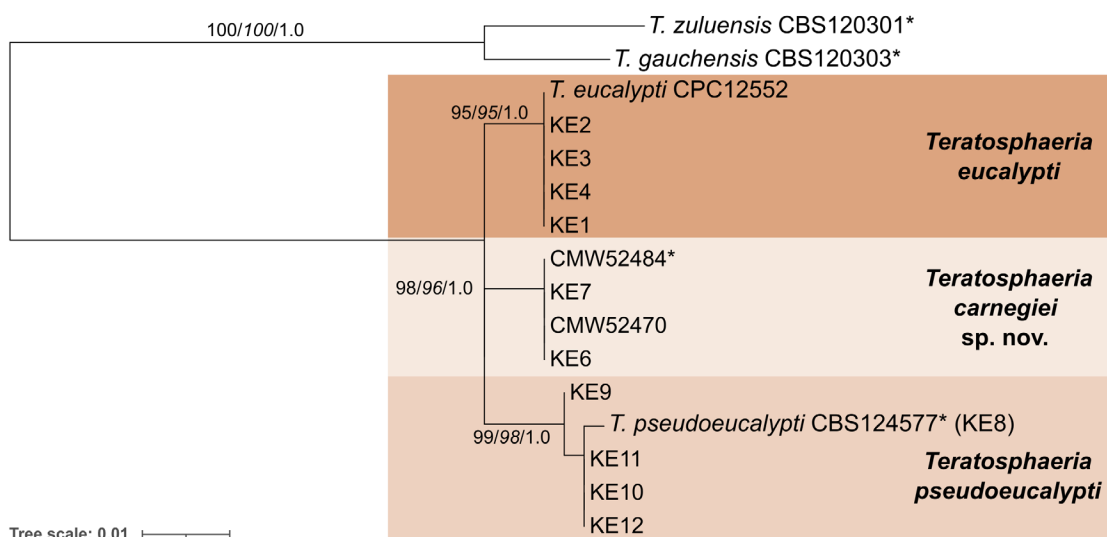 100/100/1.0
T. zuluensis CBS120301*
T. gauchensis CBS120303*
T. eucalypti CPC12552
95/95/1.0
KE2
KE3
KE4
KE1
Teratosphaeria
eucalypti
CMW52484*
KE7
98/96/1.0
CMW52470
KE6
Teratosphaeria
carnegiei
sp. nov.
KE9
T. pseudoeucalypti CBS124577* (KE8)
99/98/1.0
KE11
KE10
KE12
Teratosphaeria
pseudoeucalypti
Tree scale: 0.01